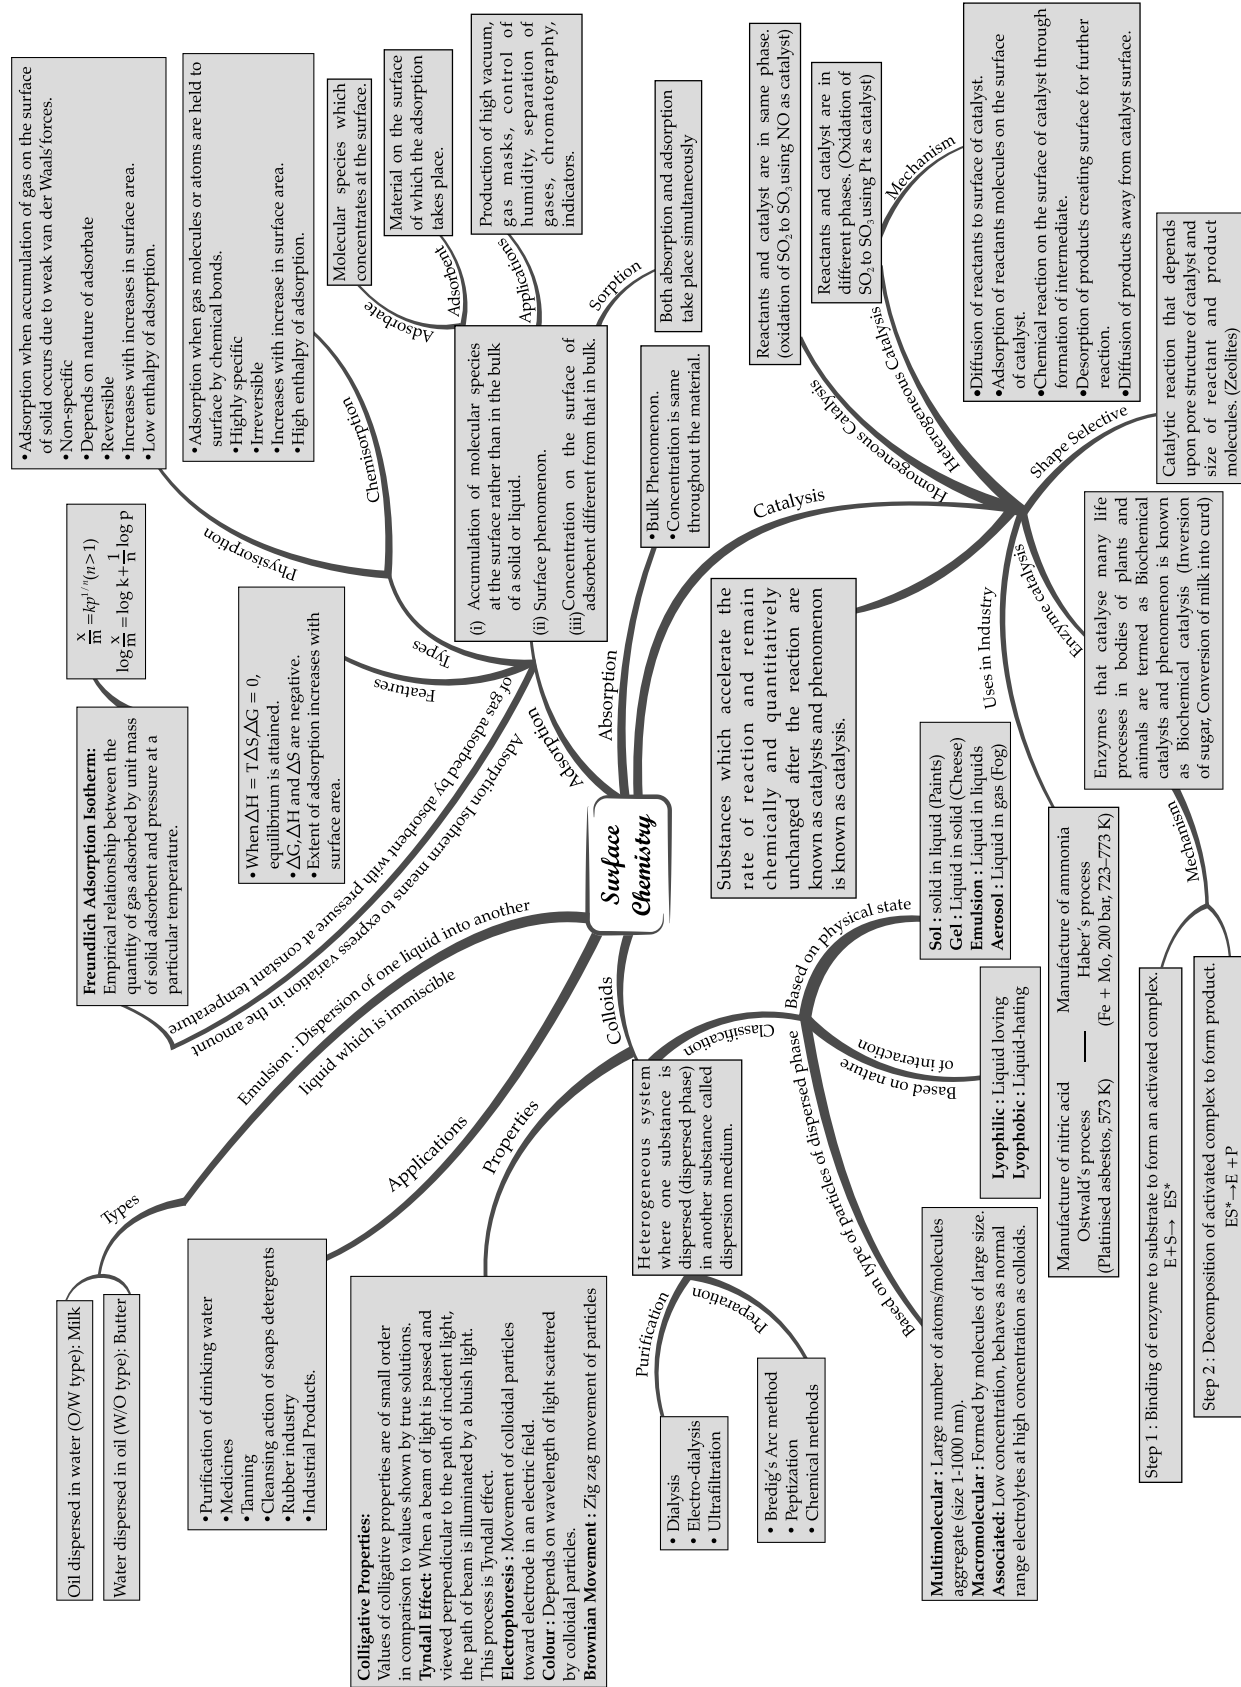 Surface
Chemistry
Adsorption
(i) Accumulation of molecular species
at the surface rather than in the bulk
of a solid or liquid.
(ii) Surface phenomenon.
(iii) Concentration on the surface of
adsorbent different from that in bulk.
Adsorbate
Molecular species which
concentrates at the surface.
Adsorbent
Material on the surface
of which the adsorption
takes place.
Applications
Production of high vacuum,
gas masks, control of
humidity, separation of
gases, chromatography,
indicators.
Sorption
Both absorption and adsorption
take place simultaneously
Types
Physisorption
• Adsorption when accumulation of gas on the surface
of solid occurs due to weak van der Waals'forces.
• Non-specific
• Depends on nature of adsorbate
• Reversible
• Increases with increases in surface area.
• Low enthalpy of adsorption.
Chemisorption
• Adsorption when gas molecules or atoms are held to
surface by chemical bonds.
• Highly specific
• Irreversible
• Increases with increase in surface area.
• High enthalpy of adsorption.
Features
• When ΔH = TΔS,ΔG = 0,
equilibrium is attained.
• ΔG,ΔH and ΔS are negative.
• Extent of adsorption increases with
surface area.
Adsorption Isotherm means to express variation in the amount
of gas adsorbed by absorbent with pressure at constant temperature
Freundlich Adsorption Isotherm:
Empirical relationship between the
quantity of gas adsorbed by unit mass
of solid adsorbent and pressure at a
particular temperature.
x/m = kp^1/n (n>1)
log x/m = log k + 1/n log p
Absorption
• Bulk Phenomenon.
• Concentration is same
throughout the material.
Catalysis
Substances which accelerate the
rate of reaction and remain
chemically and quantitatively
unchanged after the reaction are
known as catalysts and phenomenon
is known as catalysis.
Homogeneous Catalysis
Reactants and catalyst are in same phase.
(oxidation of SO2 to SO3 using NO as catalyst)
Heterogeneous Catalysis
Reactants and catalyst are in
different phases. (Oxidation of
SO2 to SO3 using Pt as catalyst)
Mechanism
• Diffusion of reactants to surface of catalyst.
• Adsorption of reactants molecules on the surface
of catalyst.
• Chemical reaction on the surface of catalyst through
formation of intermediate.
• Desorption of products creating surface for further
reaction.
• Diffusion of products away from catalyst surface.
Shape Selective
Catalytic reaction that depends
upon pore structure of catalyst and
size of reactant and product
molecules. (Zeolites)
Enzyme catalysis
Enzymes that catalyse many life
processes in bodies of plants and
animals are termed as Biochemical
catalysts and phenomenon is known
as Biochemical catalysis (Inversion
of sugar, Conversion of milk into curd)
Mechanism
Step 1 : Binding of enzyme to substrate to form an activated complex.
E+S→ ES*
Step 2 : Decomposition of activated complex to form product.
ES*→E +P
Uses in Industry
Manufacture of nitric acid — Manufacture of ammonia
Ostwald's process Haber's process
(Platinised asbestos, 573 K) (Fe + Mo, 200 bar, 723–773 K)
Colloids
Heterogeneous system
where one substance is
dispersed (dispersed phase)
in another substance called
dispersion medium.
Classification
Based on physical state
Sol : solid in liquid (Paints)
Gel : Liquid in solid (Cheese)
Emulsion : Liquid in liquids
Aerosol : Liquid in gas (Fog)
Based on nature
of interaction
Lyophilic : Liquid loving
Lyophobic : Liquid-hating
Based on type of particles of dispersed phase
Multimolecular : Large number of atoms/molecules
aggregate (size 1-1000 nm).
Macromolecular : Formed by molecules of large size.
Associated: Low concentration, behaves as normal
range electrolytes at high concentration as colloids.
Purification
• Dialysis
• Electro-dialysis
• Ultrafiltration
Preparation
• Bredig's Arc method
• Peptization
• Chemical methods
Properties
Colligative Properties:
Values of colligative properties are of small order
in comparison to values shown by true solutions.
Tyndall Effect: When a beam of light is passed and
viewed perpendicular to the path of incident light,
the path of beam is illuminated by a bluish light.
This process is Tyndall effect.
Electrophoresis : Movement of colloidal particles
toward electrode in an electric field.
Colour : Depends on wavelength of light scattered
by colloidal particles.
Brownian Movement : Zig zag movement of particles
Applications
• Purification of drinking water
• Medicines
• Tanning
• Cleansing action of soaps detergents
• Rubber industry
• Industrial Products.
Emulsion : Dispersion of one liquid into another
liquid which is immiscible
Types
Oil dispersed in water (O/W type): Milk
Water dispersed in oil (W/O type): Butter